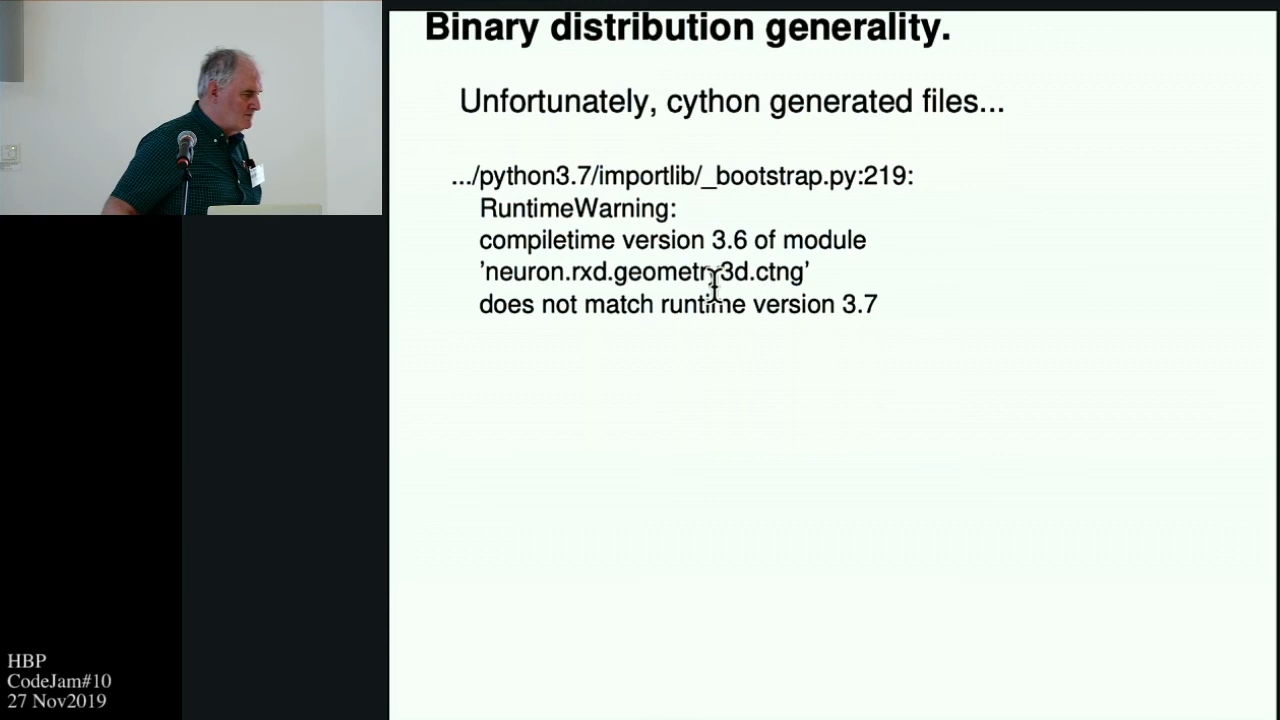 Binary distribution generality.
Unfortunately, cython generated files...
.../python3.7/importlib/_bootstrap.py:219:
RuntimeWarning:
compiletime version 3.6 of module
'neuron.rxd.geometry3d.ctng'
does not match runtime version 3.7
HBP
CodeJam#10
27 Nov2019